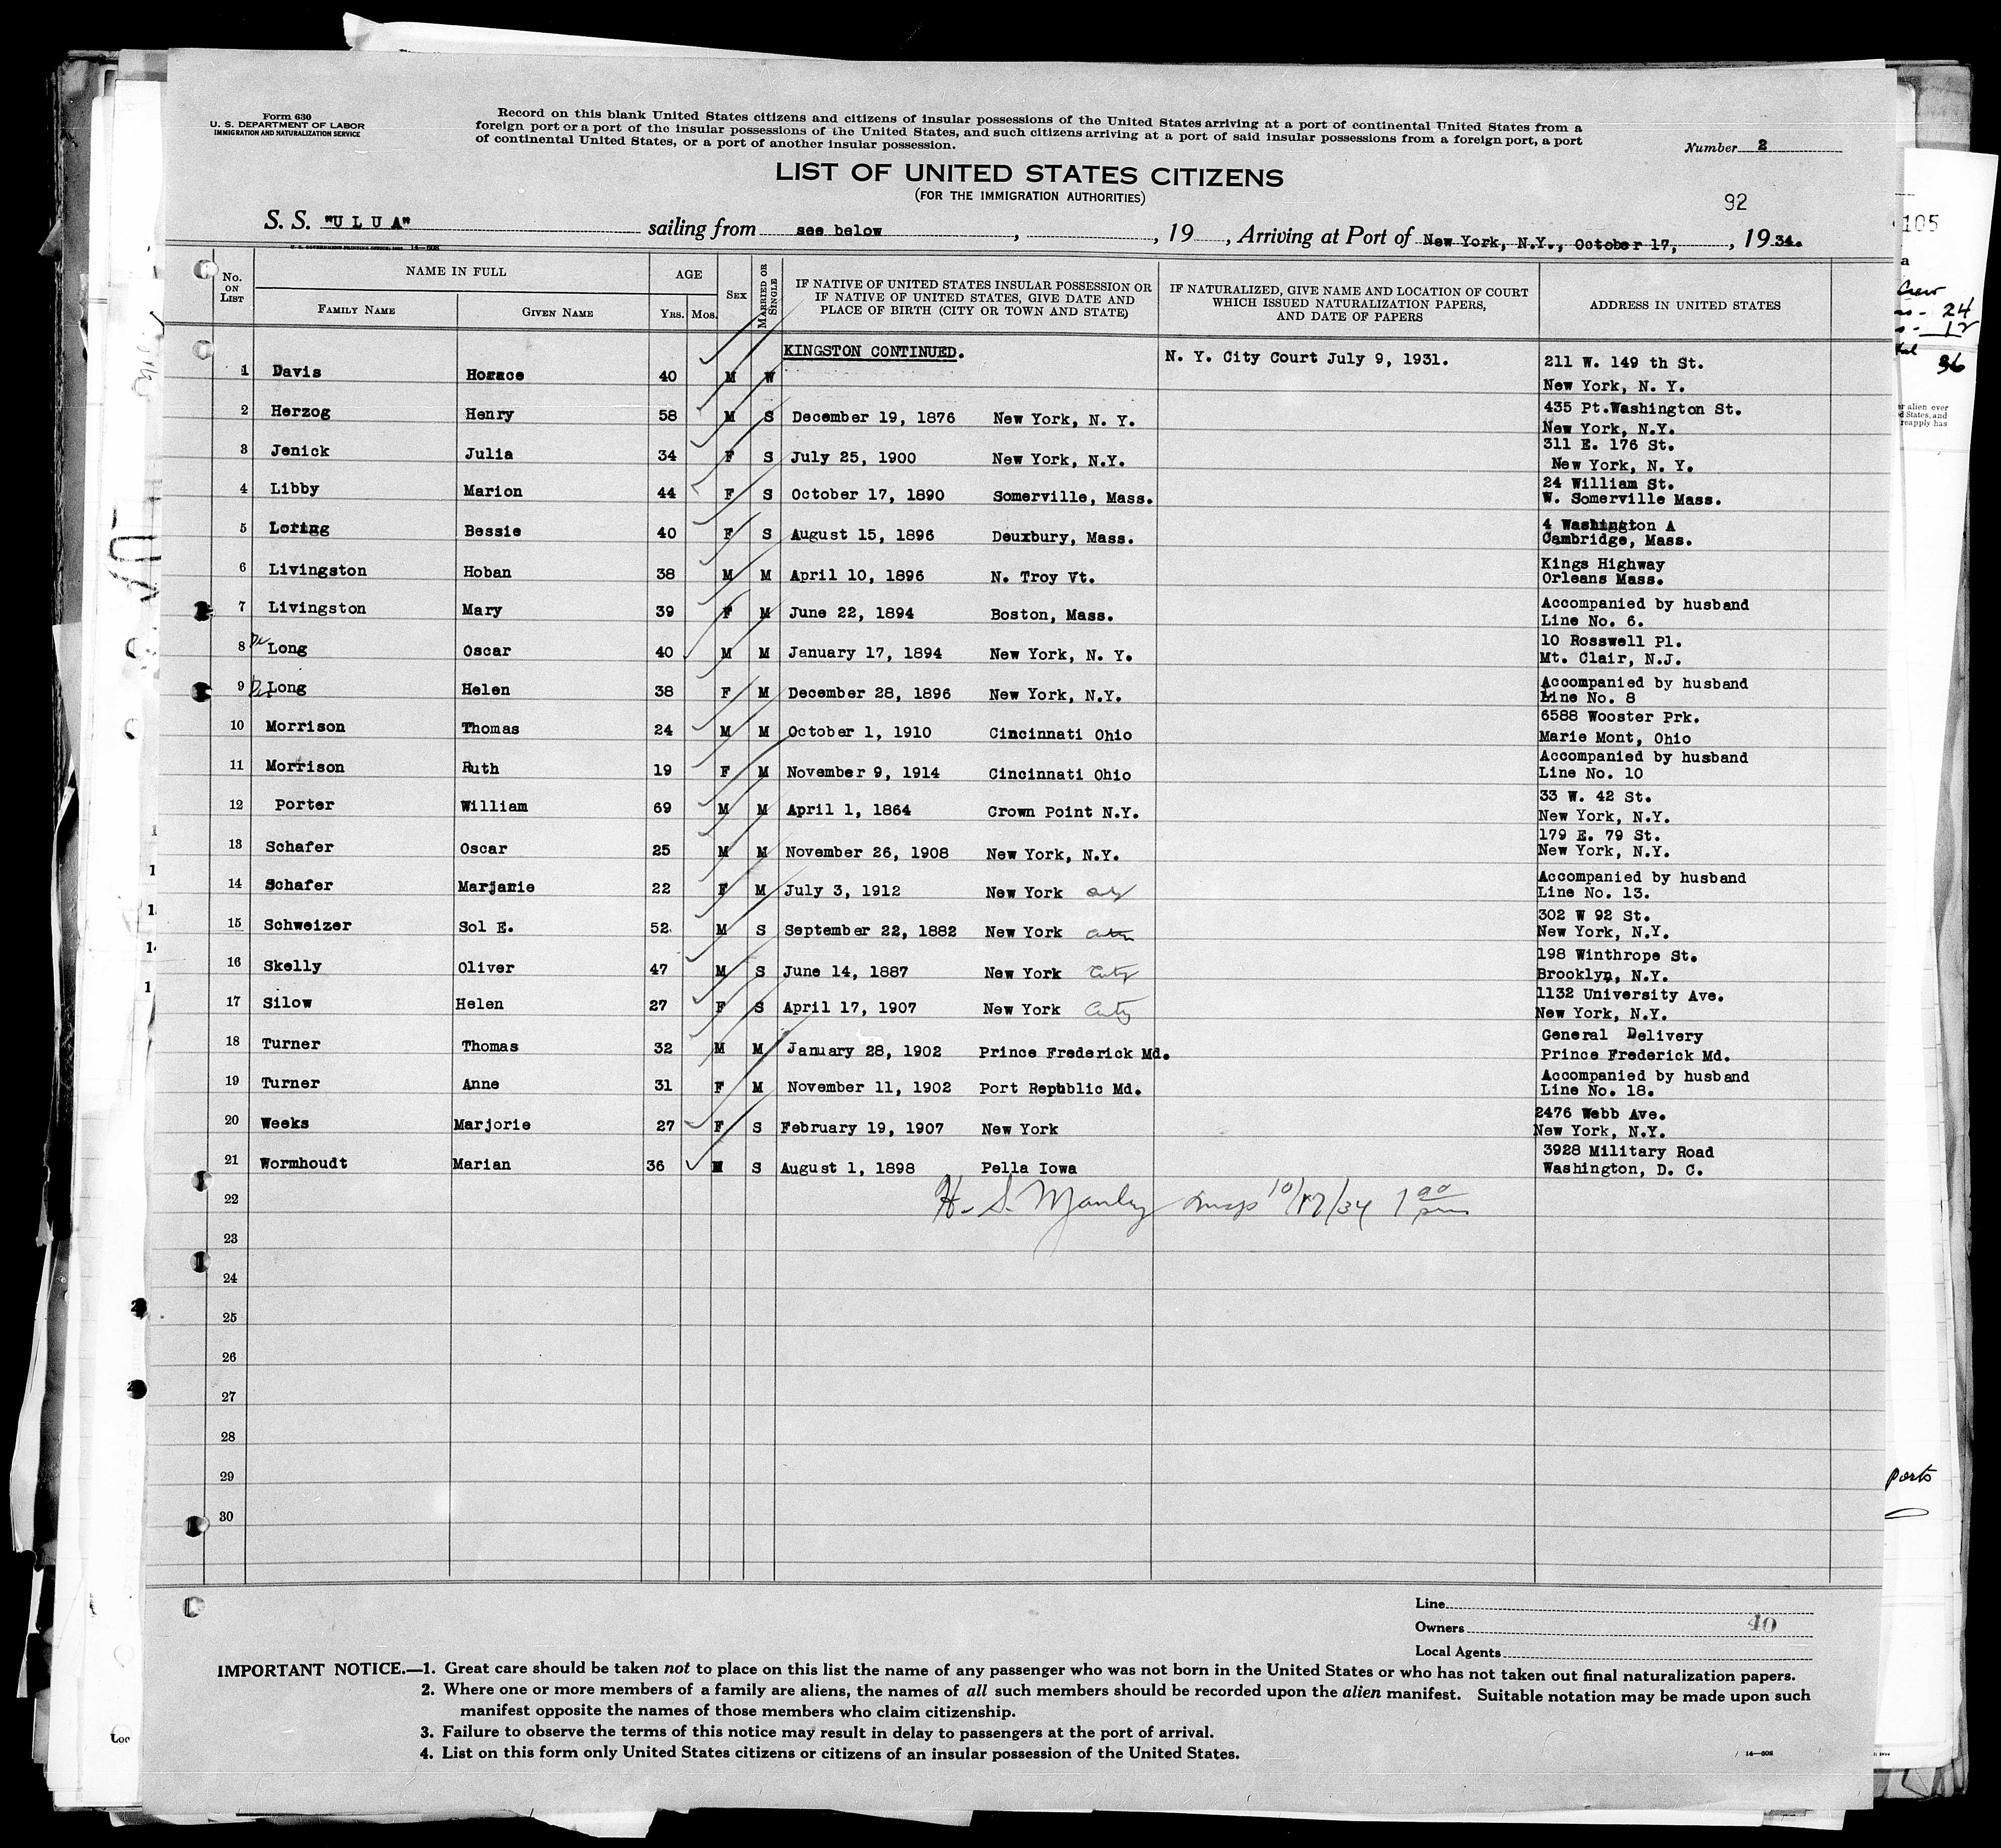 Form 630
U. S. DEPARTMENT OF LABOR
IMMIGRATION AND NATURALIZATION SERVICE
Record on this blank United States citizens and citizens of insular possessions of the United States arriving at a port of continental United States from a
foreign port or a port of the insular possessions of the United States, and such citizens arriving at a port of said insular possessions from a foreign port, a port
of continental United States, or a port of another insular possession.
Number 2
LIST OF UNITED STATES CITIZENS
(FOR THE IMMIGRATION AUTHORITIES)
92
S. S. "U L U A" sailing from see below , , 19 , Arriving at Port of New York, N.Y., October 17, , 19 34.
105
No. ON LIST NAME IN FULL AGE SEX MARRIED OR SINGLE IF NATIVE OF UNITED STATES INSULAR POSSESSION OR IF NATIVE OF UNITED STATES, GIVE DATE AND PLACE OF BIRTH (CITY OR TOWN AND STATE) IF NATURALIZED, GIVE NAME AND LOCATION OF COURT WHICH ISSUED NATURALIZATION PAPERS, AND DATE OF PAPERS ADDRESS IN UNITED STATES
FAMILY NAME GIVEN NAME YRS. MOS.
Crew
24
12
36
KINGSTON CONTINUED.
1 Davis Horace 40 M W N. Y. City Court July 9, 1931. 211 W. 149 th St.
New York, N. Y.
2 Herzog Henry 58 M S December 19, 1876 New York, N. Y. 435 Pt.Washington St.
New York, N.Y.
3 Jenick Julia 34 F S July 25, 1900 New York, N.Y. 311 E. 176 St.
New York, N. Y.
4 Libby Marion 44 F S October 17, 1890 Somerville, Mass. 24 William St.
W. Somerville Mass.
5 Loring Bessie 40 F S August 15, 1896 Deuxbury, Mass. 4 Washington A
Cambridge, Mass.
6 Livingston Hoban 38 M M April 10, 1896 N. Troy Vt. Kings Highway
Orleans Mass.
7 Livingston Mary 39 F M June 22, 1894 Boston, Mass. Accompanied by husband
Line No. 6.
8 De Long Oscar 40 M M January 17, 1894 New York, N. Y. 10 Rosswell Pl.
Mt. Clair, N.J.
9 De Long Helen 38 F M December 28, 1896 New York, N.Y. Accompanied by husband
Line No. 8
10 Morrison Thomas 24 M M October 1, 1910 Cincinnati Ohio 6588 Wooster Prk.
Marie Mont, Ohio
11 Morrison Ruth 19 F M November 9, 1914 Cincinnati Ohio Accompanied by husband
Line No. 10
12 Porter William 69 M M April 1, 1864 Crown Point N.Y. 33 W. 42 St.
New York, N.Y.
13 Schafer Oscar 25 M M November 26, 1908 New York, N.Y. 179 E. 79 St.
New York, N.Y.
14 Schafer Marjanie 22 F M July 3, 1912 New York City Accompanied by husband
Line No. 13.
15 Schweizer Sol E. 52 M S September 22, 1882 New York City 302 W 92 St.
New York, N.Y.
16 Skelly Oliver 47 M S June 14, 1887 New York City 198 Winthrope St.
Brooklyn, N.Y.
17 Silow Helen 27 F S April 17, 1907 New York City 1132 University Ave.
New York, N.Y.
18 Turner Thomas 32 M M January 28, 1902 Prince Frederick Md. General Delivery
Prince Frederick Md.
19 Turner Anne 31 F M November 11, 1902 Port Republic Md. Accompanied by husband
Line No. 18.
20 Weeks Marjorie 27 F S February 19, 1907 New York 2476 Webb Ave.
New York, N.Y.
21 Wormhoudt Marian 36 M S August 1, 1898 Pella Iowa 3928 Military Road
Washington, D. C.
22 H. S. Manley Insp 10/17/34 1 00 pm
23
24
25
26
27
28
29
30
ports
Line
Owners 40
Local Agents
IMPORTANT NOTICE.—1. Great care should be taken not to place on this list the name of any passenger who was not born in the United States or who has not taken out final naturalization papers.
2. Where one or more members of a family are aliens, the names of all such members should be recorded upon the alien manifest. Suitable notation may be made upon such
manifest opposite the names of those members who claim citizenship.
3. Failure to observe the terms of this notice may result in delay to passengers at the port of arrival.
4. List on this form only United States citizens or citizens of an insular possession of the United States.
14—608